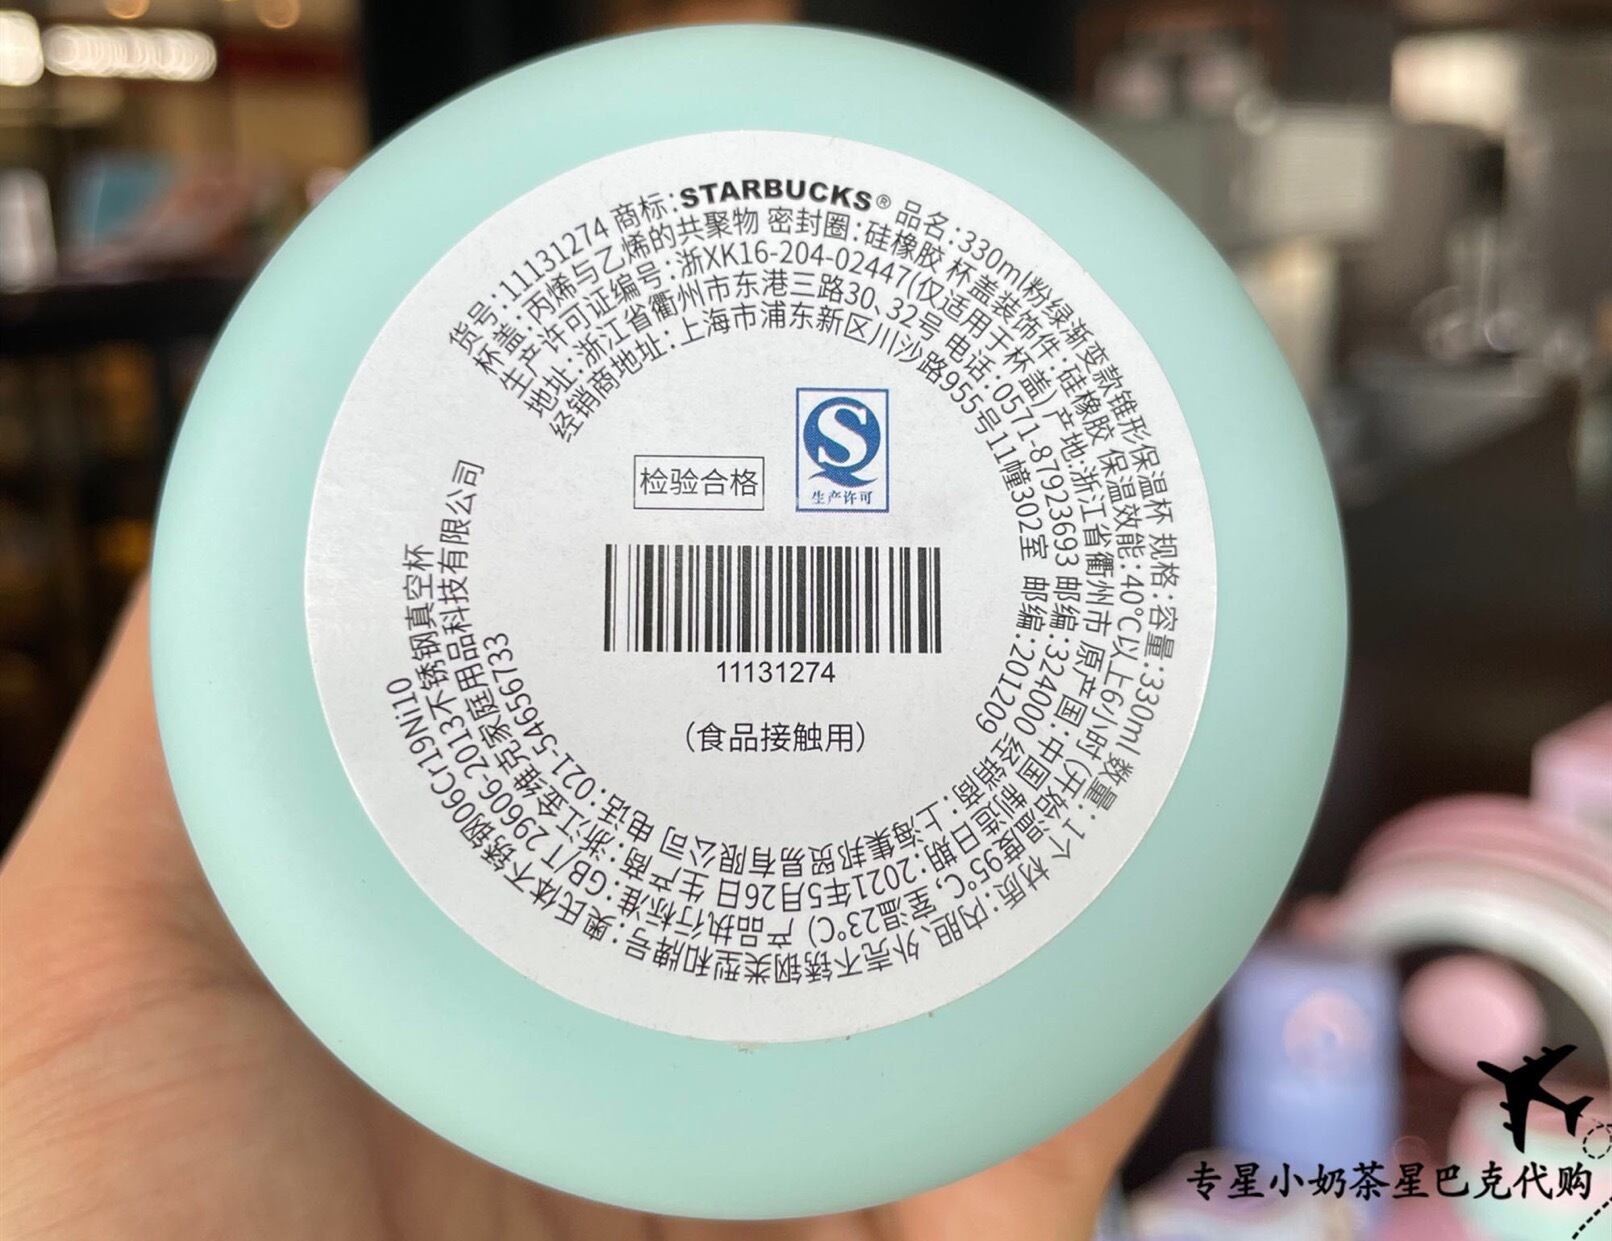 货号:11131274 商标:STARBUCKS® 品名:330ml粉绿渐变款锥形保温杯 规格:容量:330ml 数量:1个 材质:内胆、外壳不锈钢类型和牌号:奥氏体不锈钢06Cr19Ni10
杯盖:丙烯与乙烯的共聚物 密封圈:硅橡胶 杯盖装饰件:硅橡胶 保温效能:40°C以上6小时(开始温度95°C,室温23°C) 产品执行标准:GB/T 29606-2013不锈钢真空杯
生产许可证编号:浙XK16-204-02447(仅适用于杯盖) 产地:浙江省衢州市 原产国:中国 制造日期:2021年5月26日 生产商:浙江金维克家庭用品科技有限公司
地址:浙江省衢州市东港三路30、32号 电话:0571-87923693 邮编:324000 经销商:上海集邦贸易有限公司 电话:021-54656733
经销商地址:上海市浦东新区川沙路955号11幢302室 邮编:201209
检验合格
QS
生产许可
11131274
(食品接触用)
专星小奶茶星巴克代购